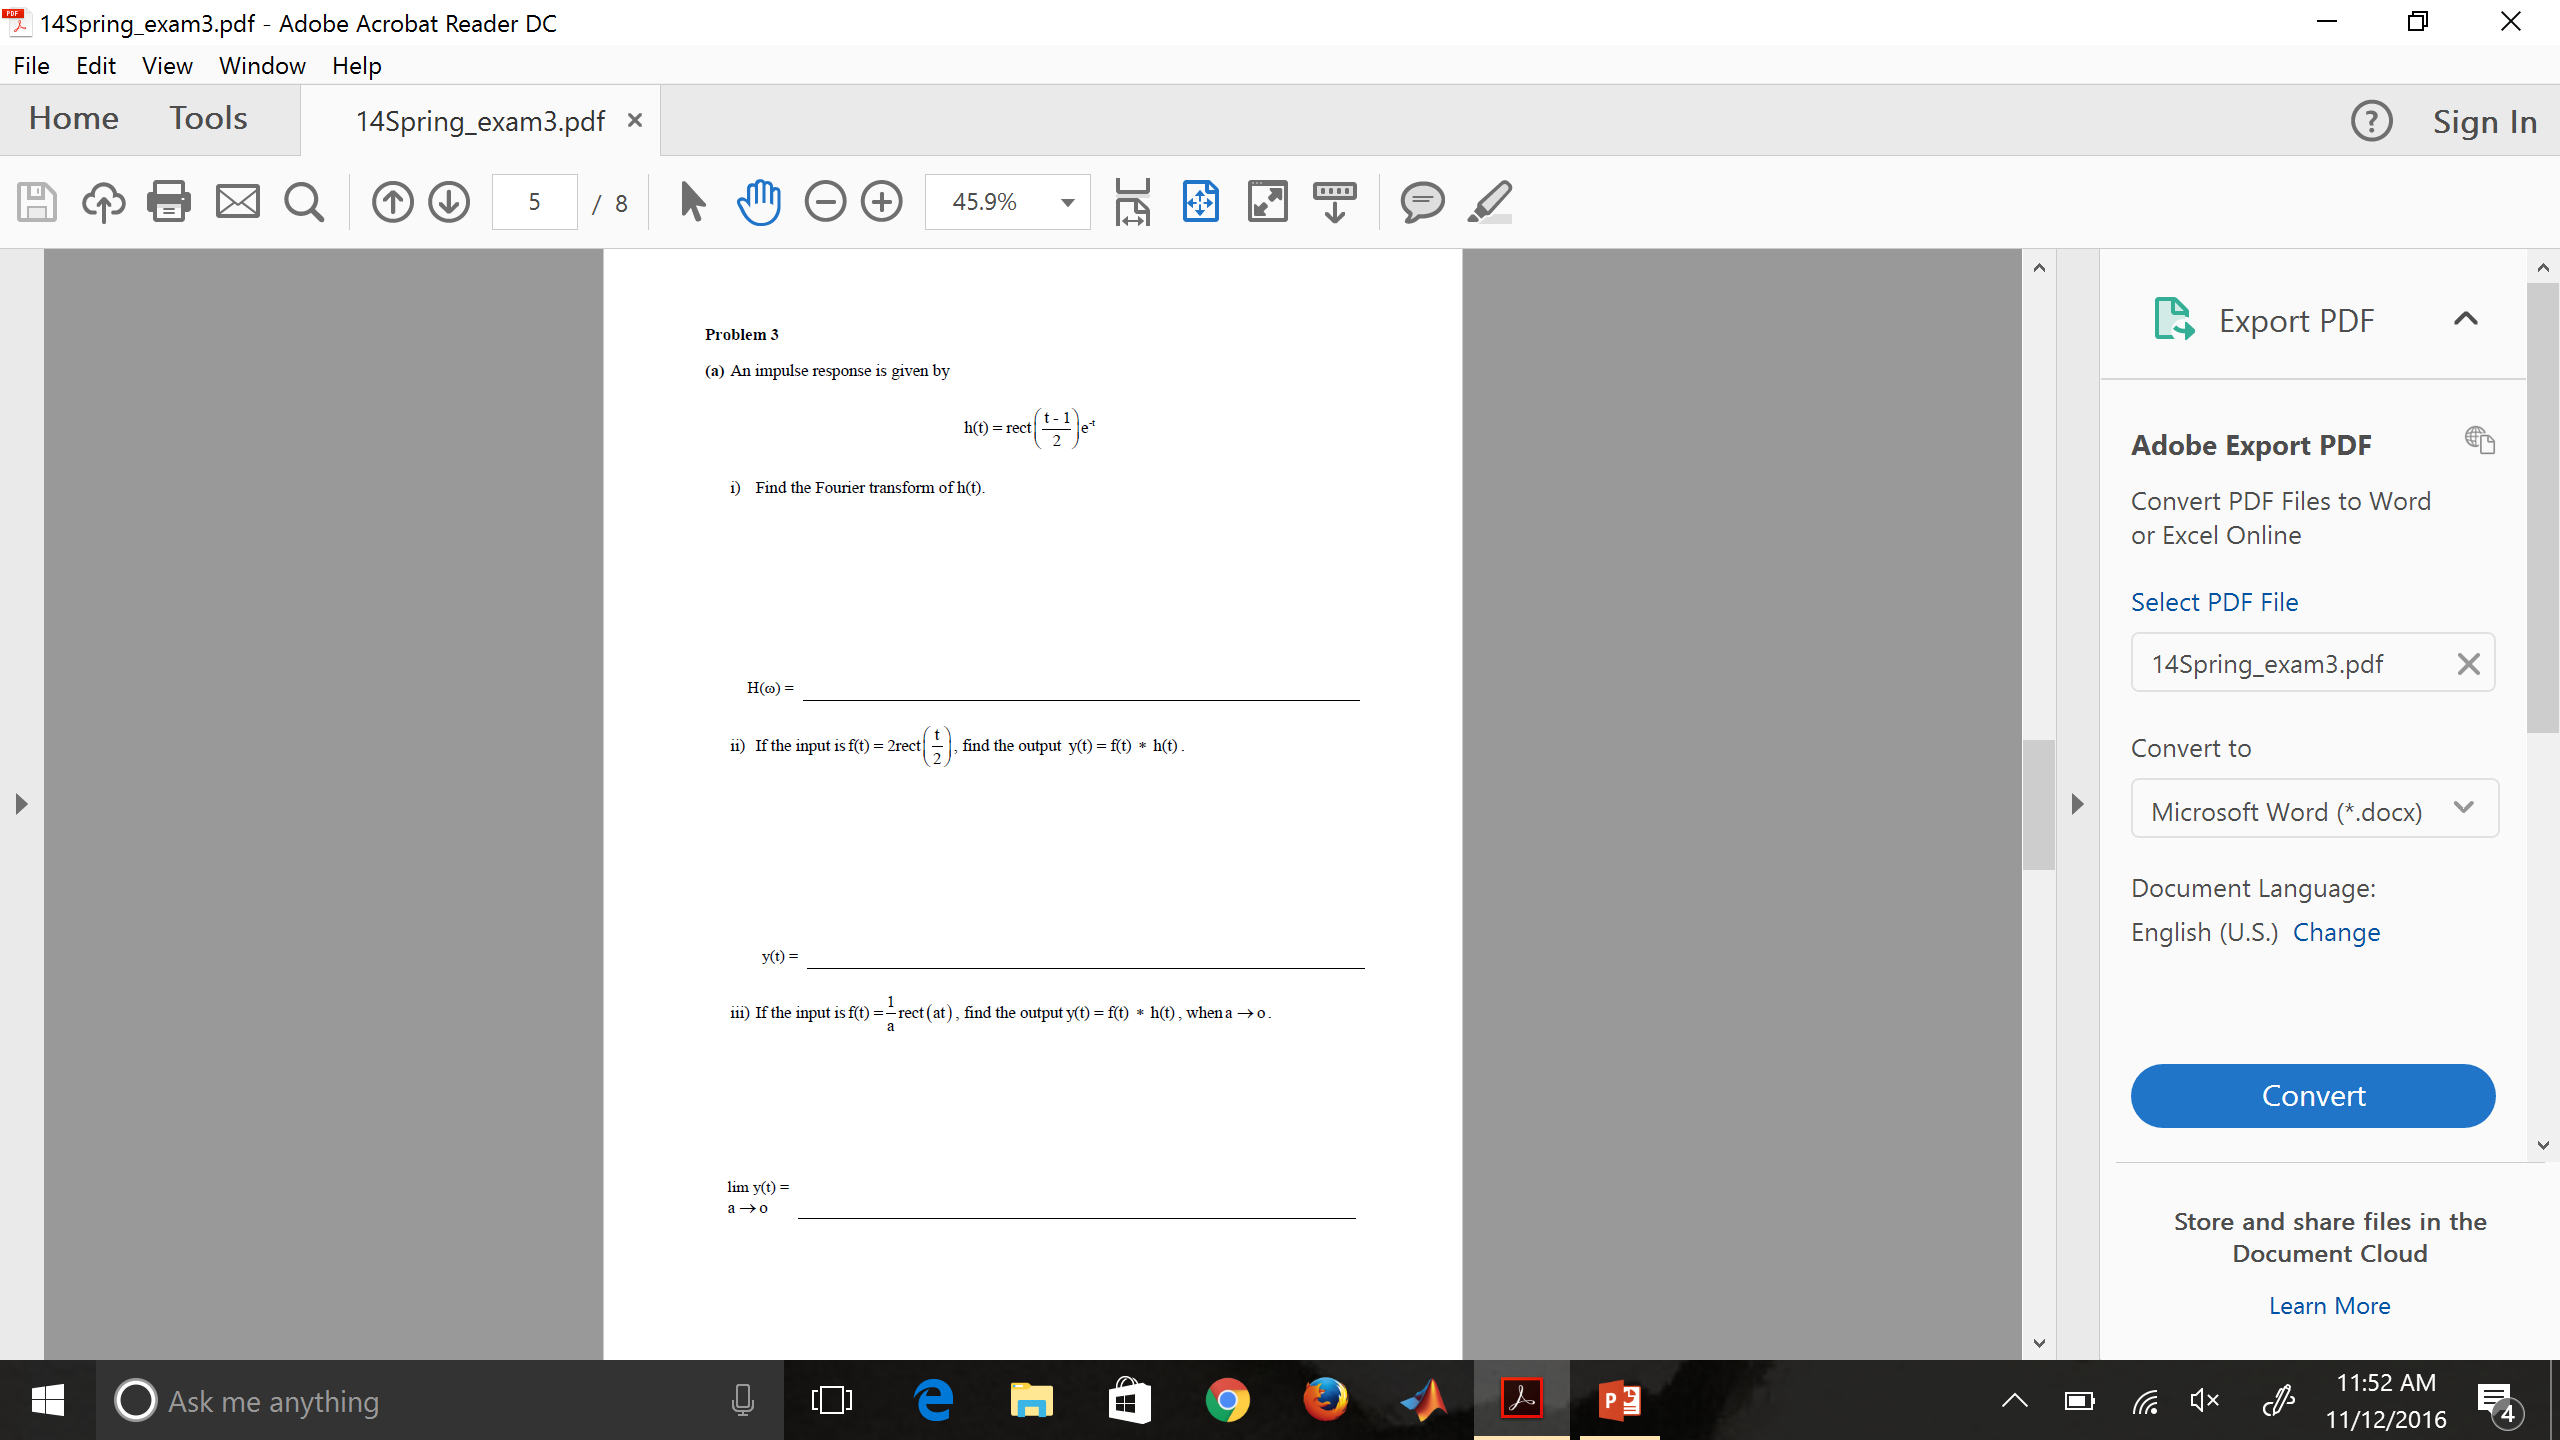 14Spring_exam3.pdf - Adobe Acrobat Reader DC
File Edit View Window Help
Home Tools 14Spring_exam3.pdf × ? Sign In
5 / 8 45.9%
Problem 3
(a) An impulse response is given by
h(t) = rect((t - 1)/2) e^-t
i) Find the Fourier transform of h(t).
H(ω) = ____
ii) If the input is f(t) = 2rect(t/2), find the output y(t) = f(t) * h(t).
y(t) = ____
iii) If the input is f(t) = 1/a rect(at), find the output y(t) = f(t) * h(t), when a → o.
lim y(t) =
a → o ____
Export PDF
Adobe Export PDF
Convert PDF Files to Word
or Excel Online
Select PDF File
14Spring_exam3.pdf
Convert to
Microsoft Word (*.docx)
Document Language:
English (U.S.) Change
Convert
Store and share files in the
Document Cloud
Learn More
Ask me anything
11:52 AM
11/12/2016
4